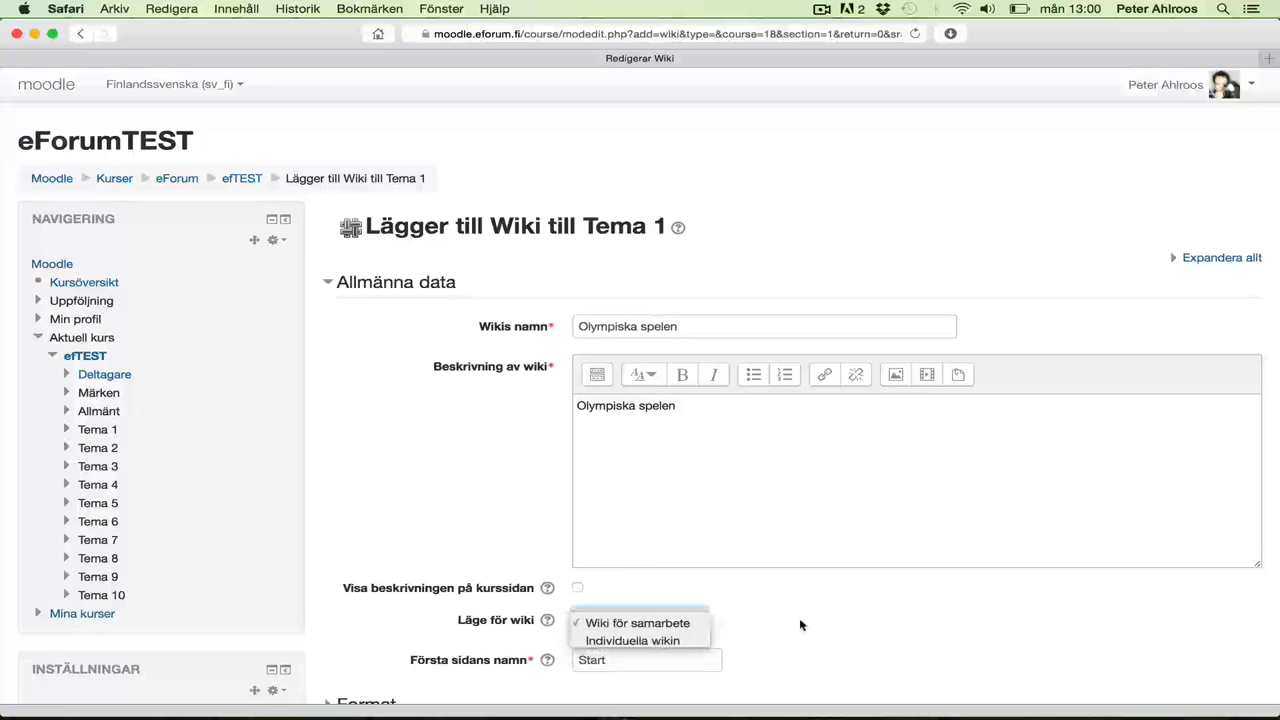 Safari Arkiv Redigera Innehåll Historik Bokmärken Fönster Hjälp 2 mån 13:00 Peter Ahlroos
moodle.eforum.fi/course/modedit.php?add=wiki&type=&course=18&section=1&return=0&sr
Redigerar Wiki
moodle Finlandssvenska (sv_fi) Peter Ahlroos
eForumTEST
Moodle Kurser eForum efTEST Lägger till Wiki till Tema 1
NAVIGERING
Moodle
Kursöversikt
Uppföljning
Min profil
Aktuell kurs
efTEST
Deltagare
Märken
Allmänt
Tema 1
Tema 2
Tema 3
Tema 4
Tema 5
Tema 6
Tema 7
Tema 8
Tema 9
Tema 10
Mina kurser
INSTÄLLNINGAR
Lägger till Wiki till Tema 1
Expandera allt
Allmänna data
Wikis namn* Olympiska spelen
Beskrivning av wiki*
Olympiska spelen
Visa beskrivningen på kurssidan
Läge för wiki ✓ Wiki för samarbete
Individuella wikin
Första sidans namn* Start
Format